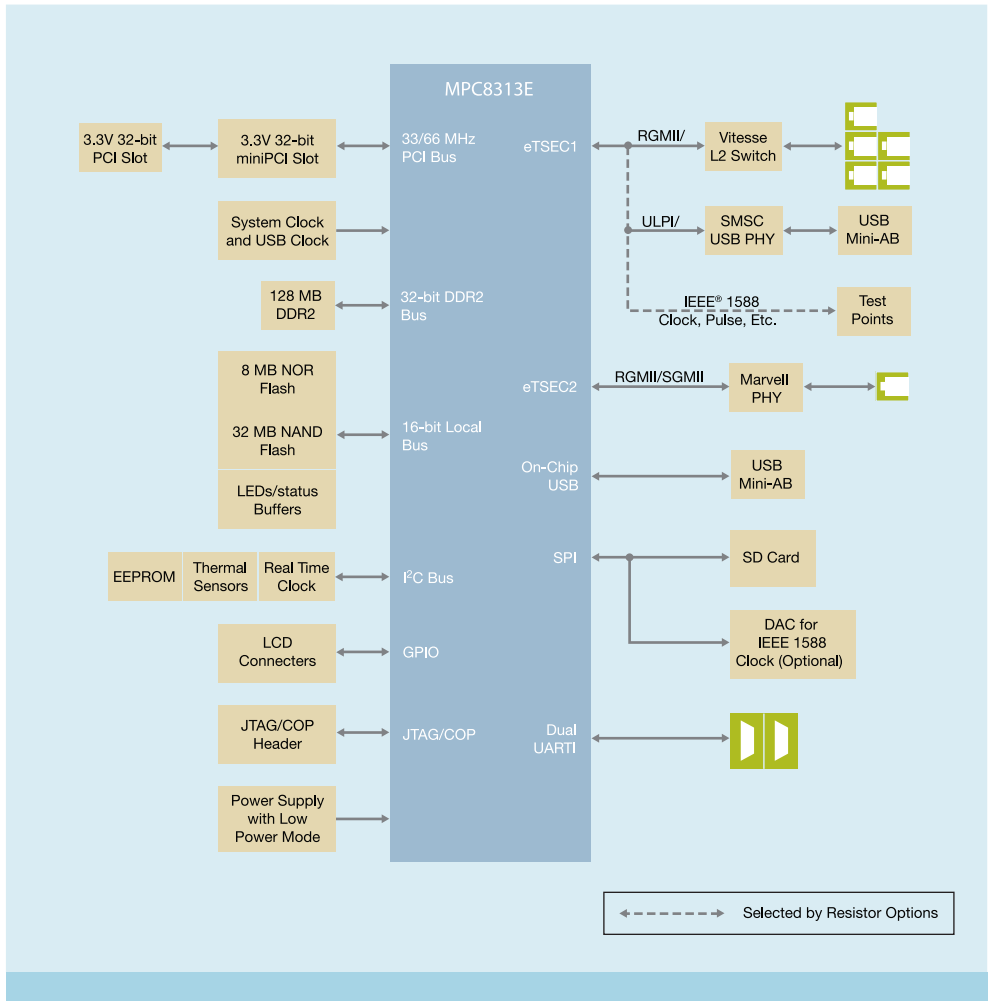 MPC8313E
3.3V 32-bit
PCI Slot
3.3V 32-bit
miniPCI Slot
33/66 MHz
PCI Bus
System Clock
and USB Clock
128 MB
DDR2
32-bit DDR2
Bus
8 MB NOR
Flash
32 MB NAND
Flash
LEDs/status
Buffers
16-bit Local
Bus
EEPROM
Thermal
Sensors
Real Time
Clock
I²C Bus
LCD
Connecters
GPIO
JTAG/COP
Header
JTAG/COP
Power Supply
with Low
Power Mode
eTSEC1
RGMII/
Vitesse
L2 Switch
ULPI/
SMSC
USB PHY
USB
Mini-AB
IEEE® 1588
Clock, Pulse, Etc.
Test
Points
eTSEC2
RGMII/SGMII
Marvell
PHY
On-Chip
USB
USB
Mini-AB
SPI
SD Card
DAC for
IEEE 1588
Clock (Optional)
Dual
UARTI
Selected by Resistor Options